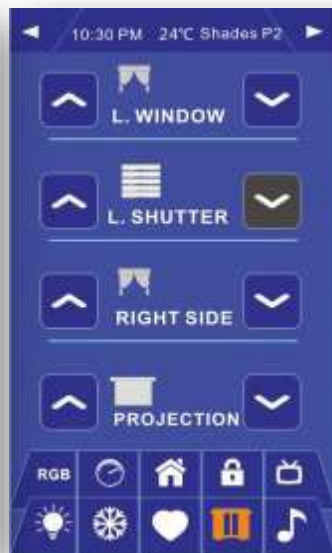 10:30 PM 24℃ Shades P2
L. WINDOW
L. SHUTTER
RIGHT SIDE
PROJECTION
RGB